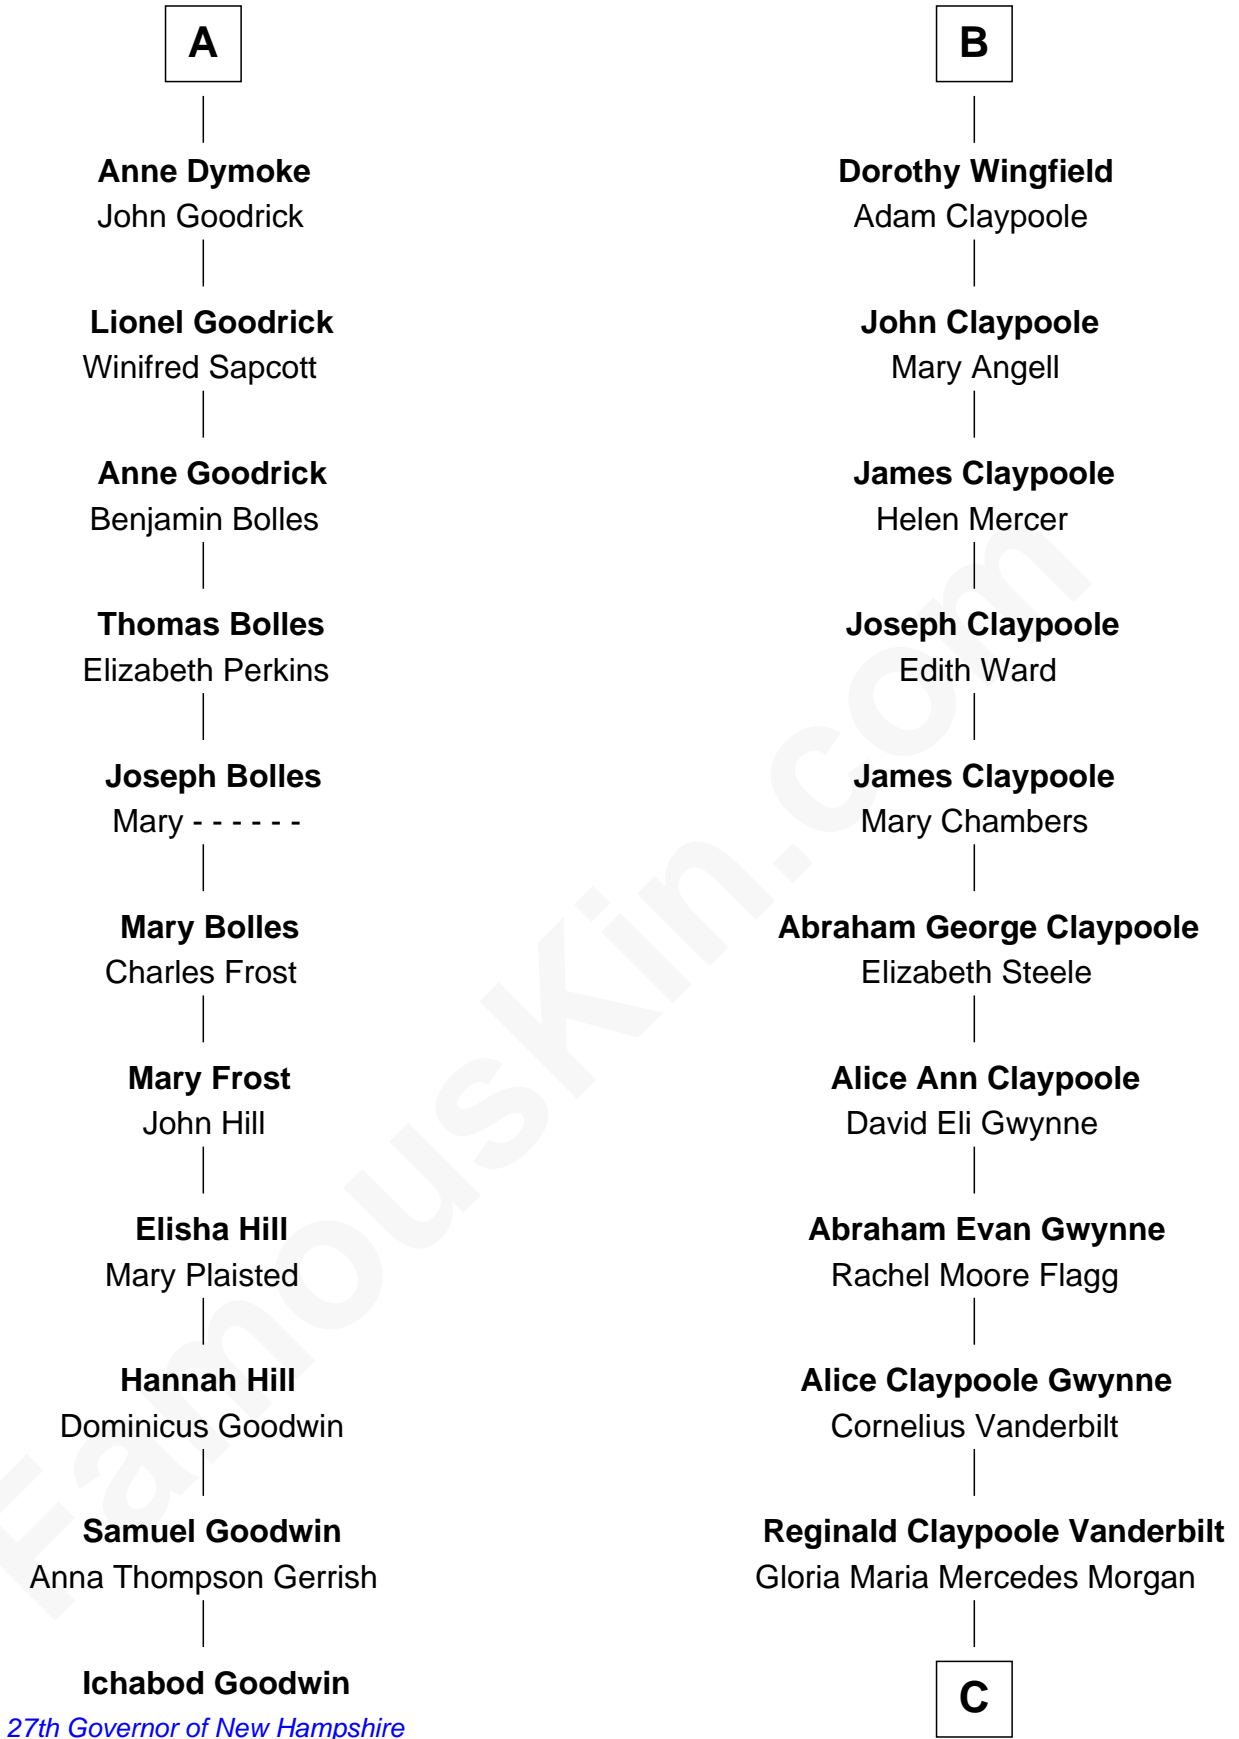 A
Anne Dymoke
John Goodrick
Lionel Goodrick
Winifred Sapcott
Anne Goodrick
Benjamin Bolles
Thomas Bolles
Elizabeth Perkins
Joseph Bolles
Mary - - - - - -
Mary Bolles
Charles Frost
Mary Frost
John Hill
Elisha Hill
Mary Plaisted
Hannah Hill
Dominicus Goodwin
Samuel Goodwin
Anna Thompson Gerrish
Ichabod Goodwin
27th Governor of New Hampshire
B
Dorothy Wingfield
Adam Claypoole
John Claypoole
Mary Angell
James Claypoole
Helen Mercer
Joseph Claypoole
Edith Ward
James Claypoole
Mary Chambers
Abraham George Claypoole
Elizabeth Steele
Alice Ann Claypoole
David Eli Gwynne
Abraham Evan Gwynne
Rachel Moore Flagg
Alice Claypoole Gwynne
Cornelius Vanderbilt
Reginald Claypoole Vanderbilt
Gloria Maria Mercedes Morgan
C
FamousKin.com